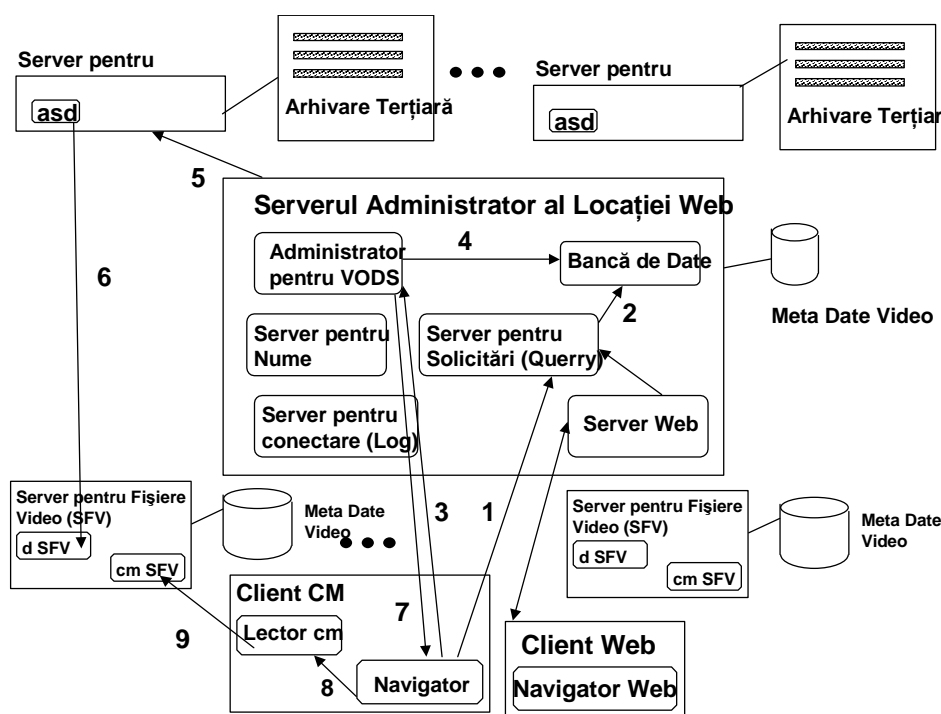 Server pentru
asd
Arhivare Terțiară
Server pentru
asd
Arhivare Terțiar
5
Serverul Administrator al Locației Web
Administrator
pentru VODS
4
Bancă de Date
6
2
Meta Date Video
Server pentru
Nume
Server pentru
Solicitări (Querry)
Server pentru
conectare (Log)
Server Web
Server pentru Fişiere
Video (SFV)
d SFV
cm SFV
Meta Date
Video
3
1
Server pentru Fişiere
Video (SFV)
d SFV
cm SFV
Meta Date
Video
Client CM
Lector cm
7
9
8
Navigator
Client Web
Navigator Web